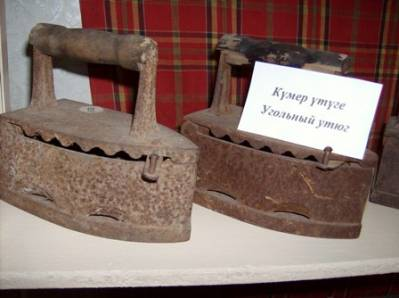 Күмер үтүге
Угольный утюг